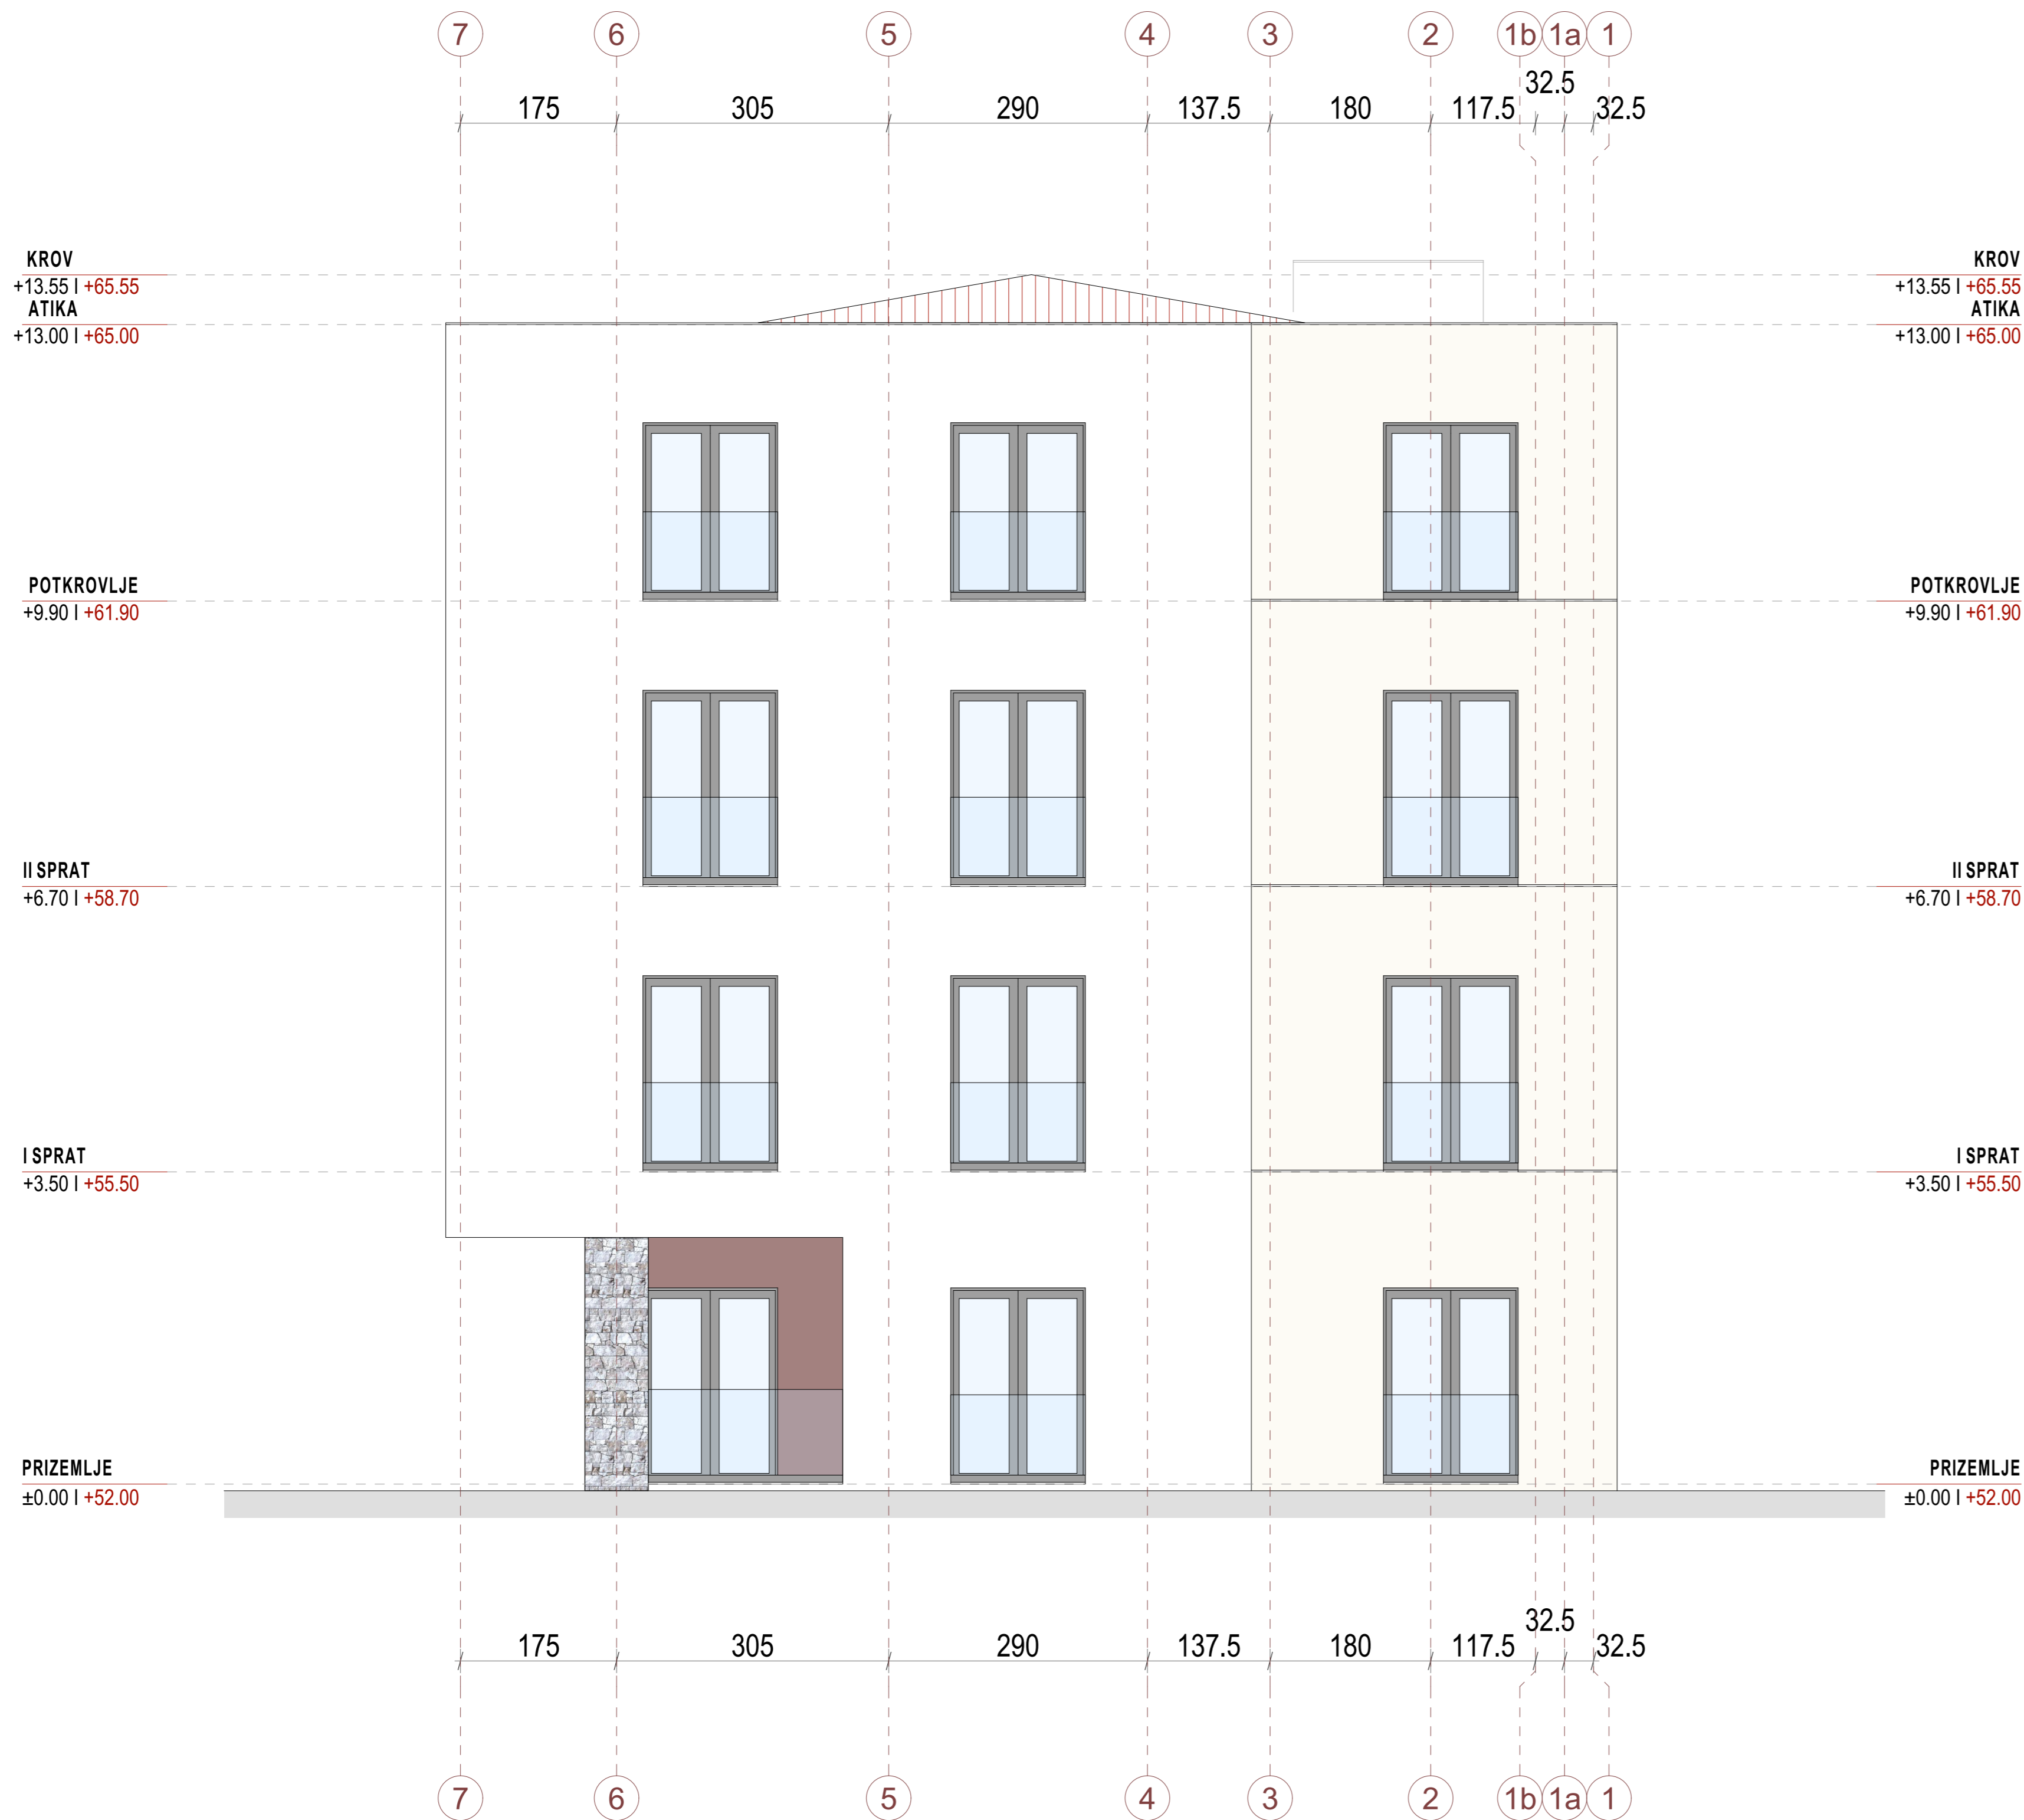 7 6 5 4 3 2 1b 1a 1
32.5
175 305 290 137.5 180 117.5 32.5
KROV KROV
+13.55 | +65.55 +13.55 | +65.55
ATIKA ATIKA
+13.00 | +65.00 +13.00 | +65.00
POTKROVLJE POTKROVLJE
+9.90 | +61.90 +9.90 | +61.90
II SPRAT II SPRAT
+6.70 | +58.70 +6.70 | +58.70
I SPRAT I SPRAT
+3.50 | +55.50 +3.50 | +55.50
PRIZEMLJE PRIZEMLJE
±0.00 | +52.00 ±0.00 | +52.00
32.5
175 305 290 137.5 180 117.5 32.5
7 6 5 4 3 2 1b 1a 1